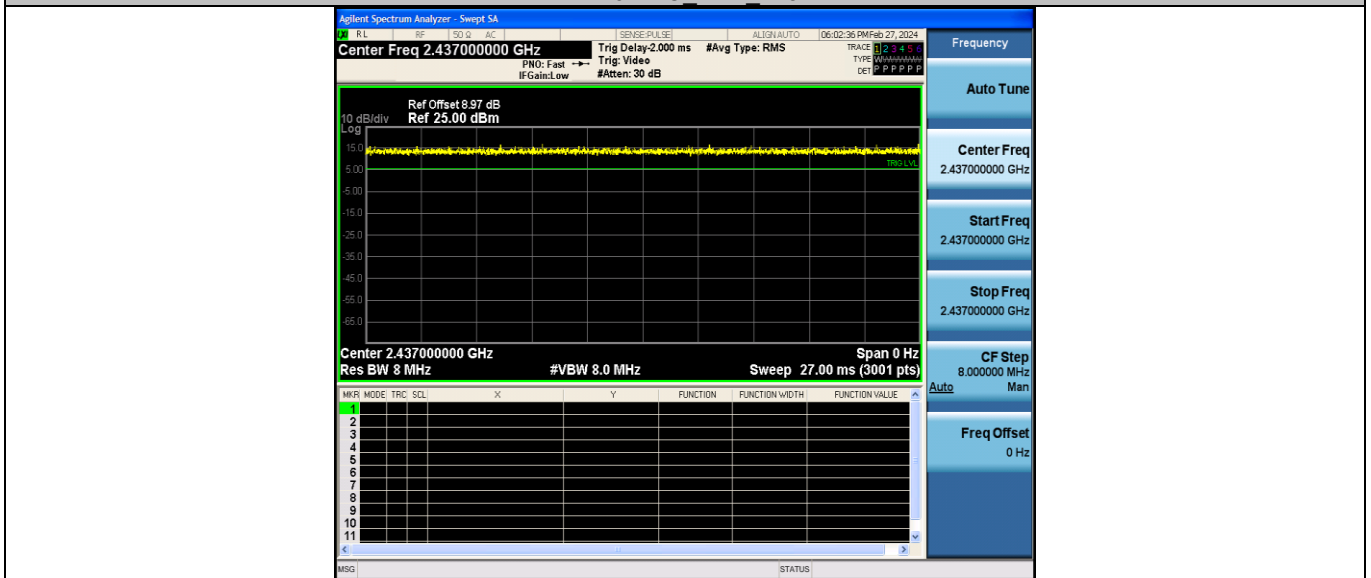 Agilent Spectrum Analyzer - Swept SA
RL RF 50 Ω AC SENSE:PULSE ALIGN AUTO 06:02:36 PM Feb 27, 2024
Center Freq 2.437000000 GHz
PNO: Fast
IFGain:Low
Trig Delay-2.000 ms
Trig: Video
#Atten: 30 dB
#Avg Type: RMS
TRACE 1 2 3 4 5 6
TYPE W
DET P P P P P P
Ref Offset 8.97 dB
10 dB/div Ref 25.00 dBm
Log
15.0
TRIG LVL
5.00
-5.00
-15.0
-25.0
-35.0
-45.0
-55.0
-65.0
Center 2.437000000 GHz Span 0 Hz
Res BW 8 MHz #VBW 8.0 MHz Sweep 27.00 ms (3001 pts)
MKR MODE TRC SCL X Y FUNCTION FUNCTION WIDTH FUNCTION VALUE
1
2
3
4
5
6
7
8
9
10
11
MSG STATUS
Frequency
Auto Tune
Center Freq
2.437000000 GHz
Start Freq
2.437000000 GHz
Stop Freq
2.437000000 GHz
CF Step
8.000000 MHz
Auto Man
Freq Offset
0 Hz